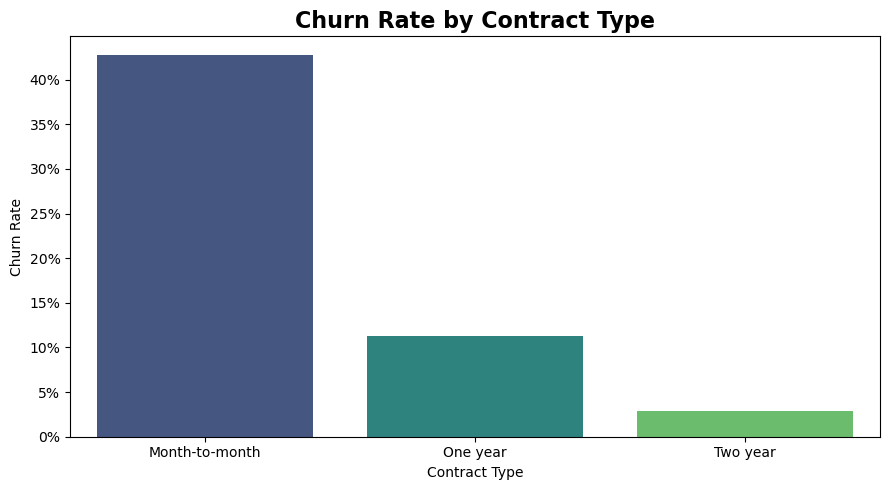 Churn Rate by Contract Type
Churn Rate
40%
35%
30%
25%
20%
15%
10%
5%
0%
Month-to-month
One year
Two year
Contract Type